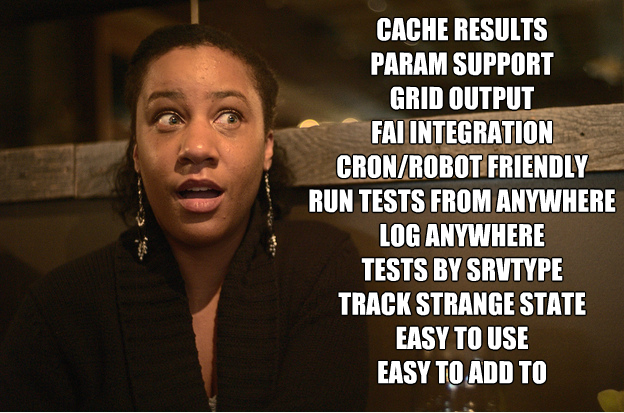 CACHE RESULTS
PARAM SUPPORT
GRID OUTPUT
FAI INTEGRATION
CRON/ROBOT FRIENDLY
RUN TESTS FROM ANYWHERE
LOG ANYWHERE
TESTS BY SRVTYPE
TRACK STRANGE STATE
EASY TO USE
EASY TO ADD TO